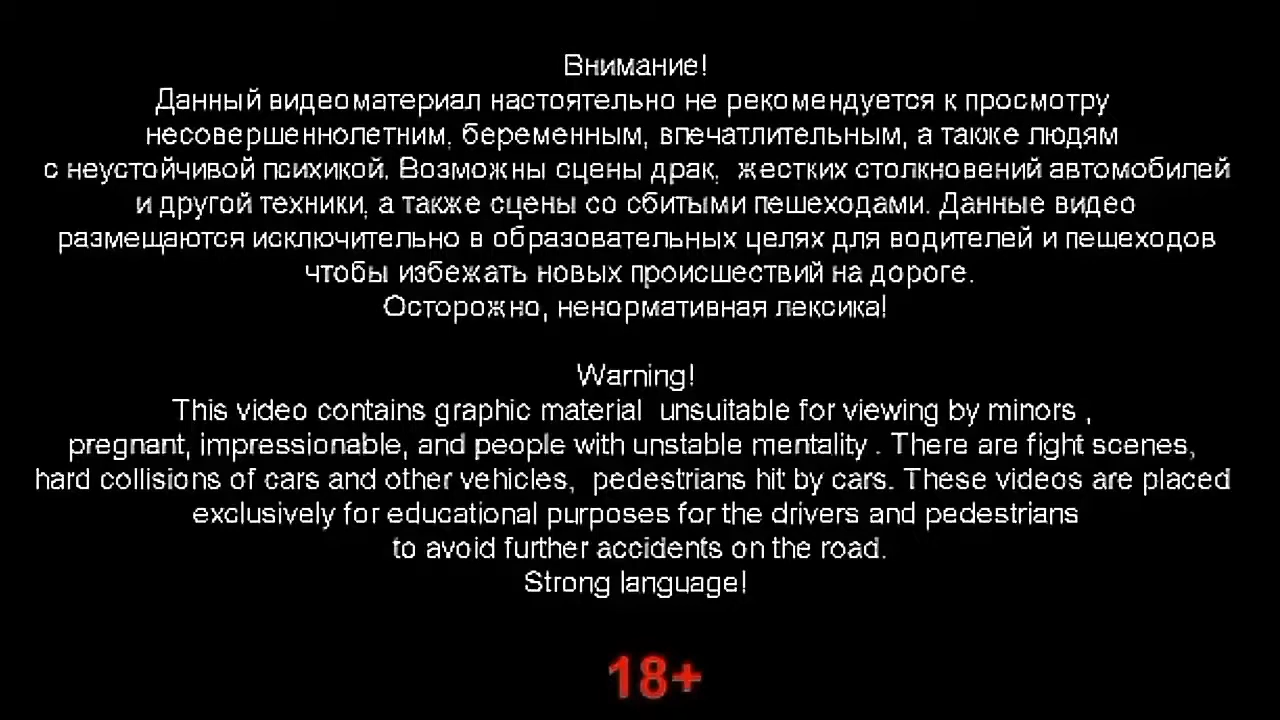 Внимание!
Данный видеоматериал настоятельно не рекомендуется к просмотру
несовершеннолетним, беременным, впечатлительным, а также людям
с неустойчивой психикой. Возможны сцены драк, жестких столкновений автомобилей
и другой техники, а также сцены со сбитыми пешеходами. Данные видео
размещаются исключительно в образовательных целях для водителей и пешеходов
чтобы избежать новых происшествий на дороге.
Осторожно, ненормативная лексика!
Warning!
This video contains graphic material unsuitable for viewing by minors ,
pregnant, impressionable, and people with unstable mentality . There are fight scenes,
hard collisions of cars and other vehicles, pedestrians hit by cars. These videos are placed
exclusively for educational purposes for the drivers and pedestrians
to avoid further accidents on the road.
Strong language!
18+